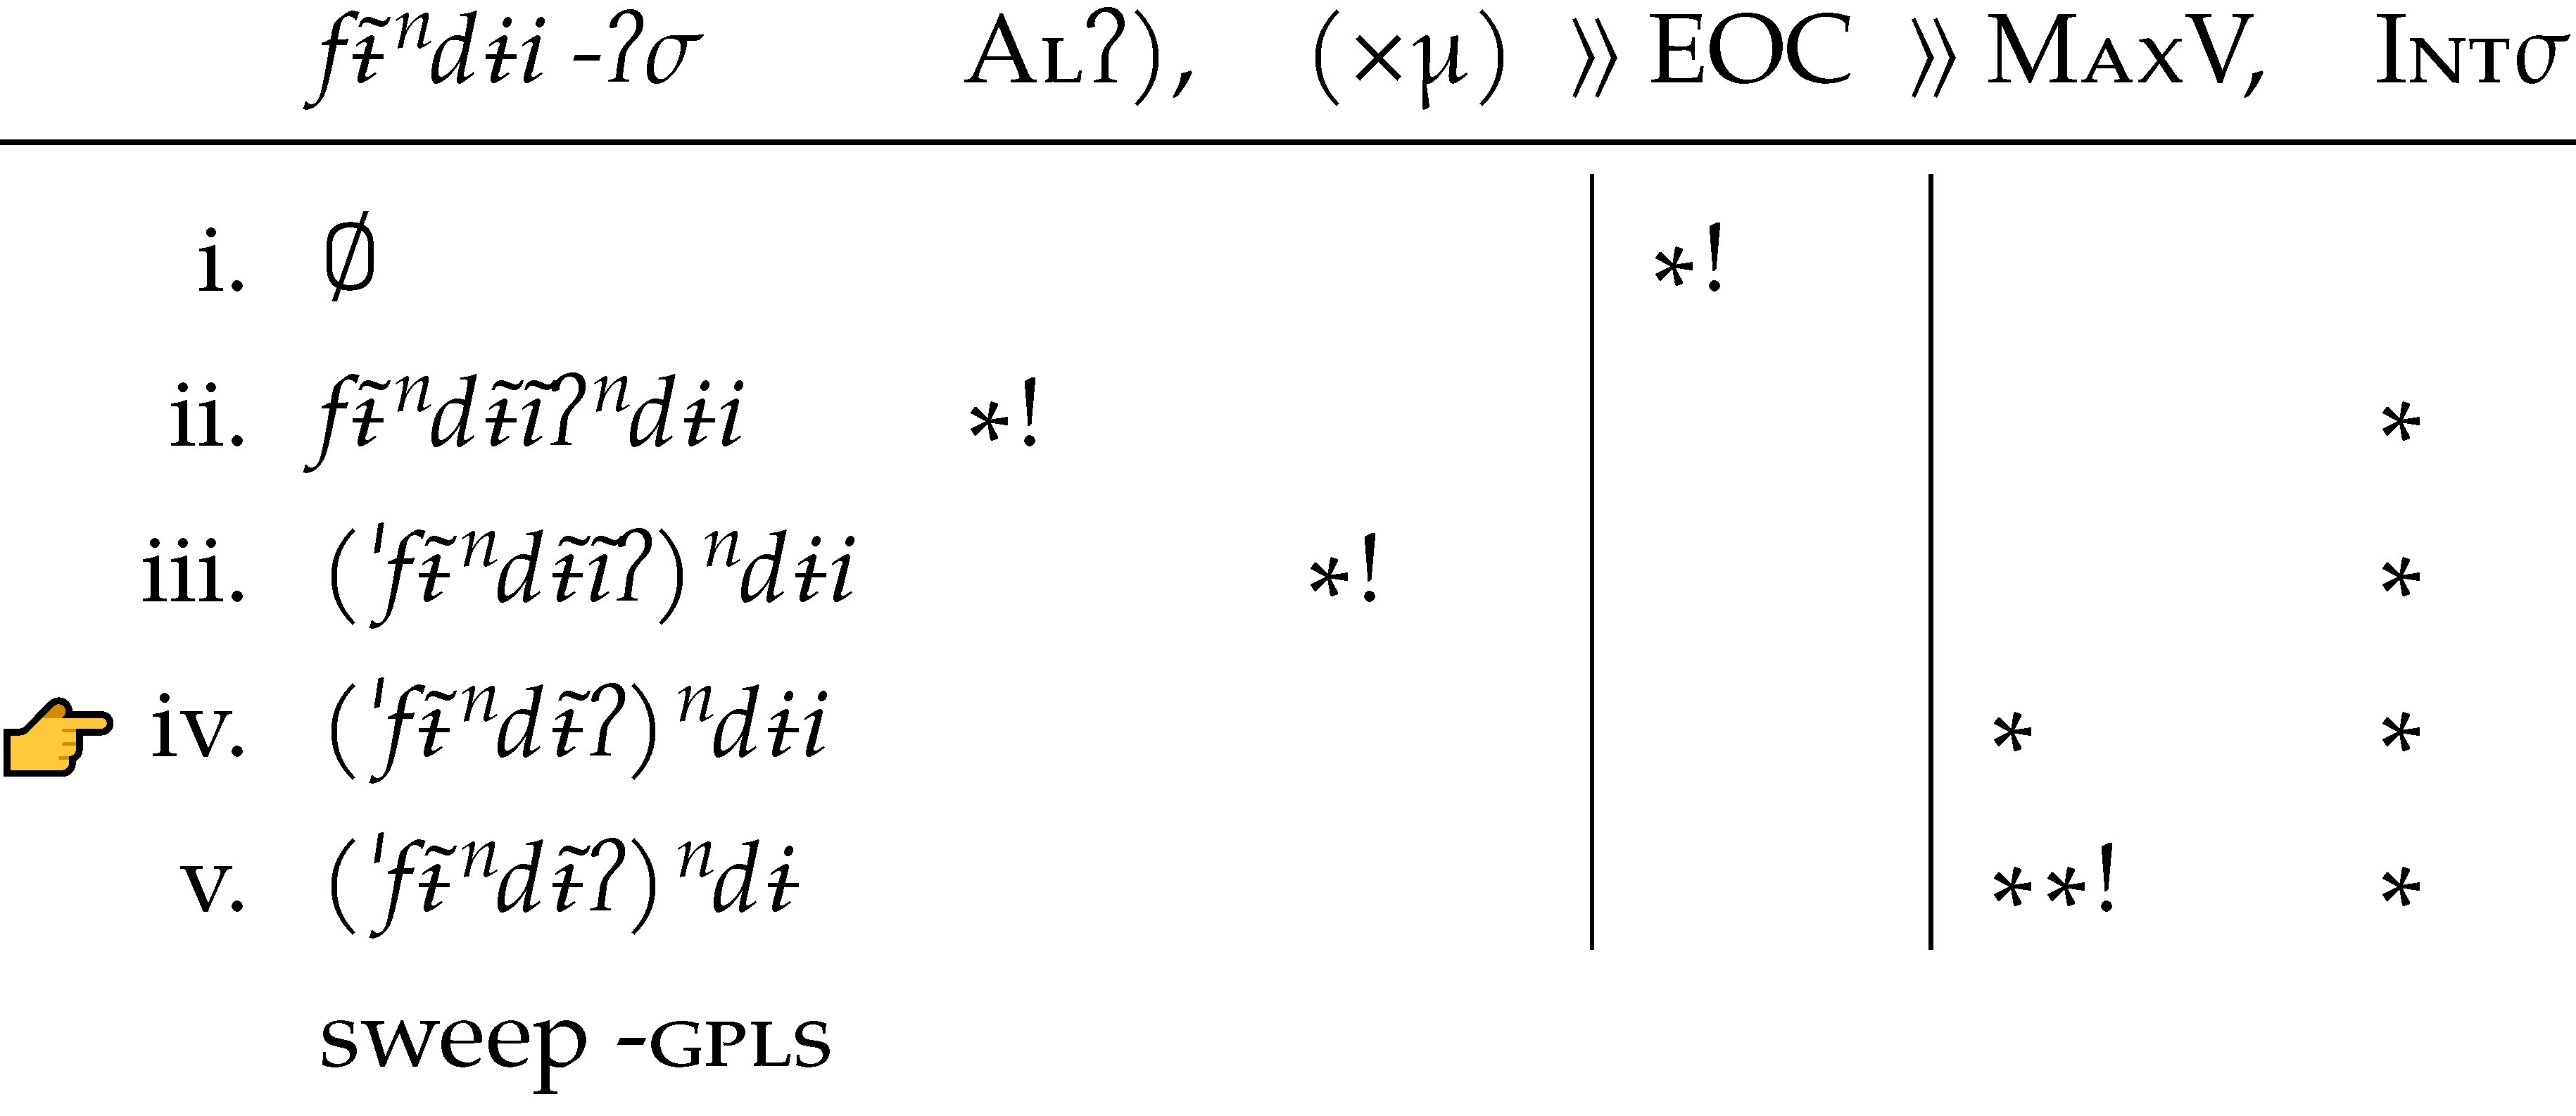 fɨ̃ⁿdɨi -ʔσ Alʔ), (×μ) ⟫ EOC ⟫ MaxV, Intσ
i. ∅ *!
ii. fɨ̃ⁿdɨ̃ĩʔⁿdɨi *! *
iii. (ˈfɨ̃ⁿdɨ̃ĩʔ)ⁿdɨi *! *
👉 iv. (ˈfɨ̃ⁿdɨ̃ʔ)ⁿdɨi * *
v. (ˈfɨ̃ⁿdɨ̃ʔ)ⁿdɨ **! *
sweep -GPLS